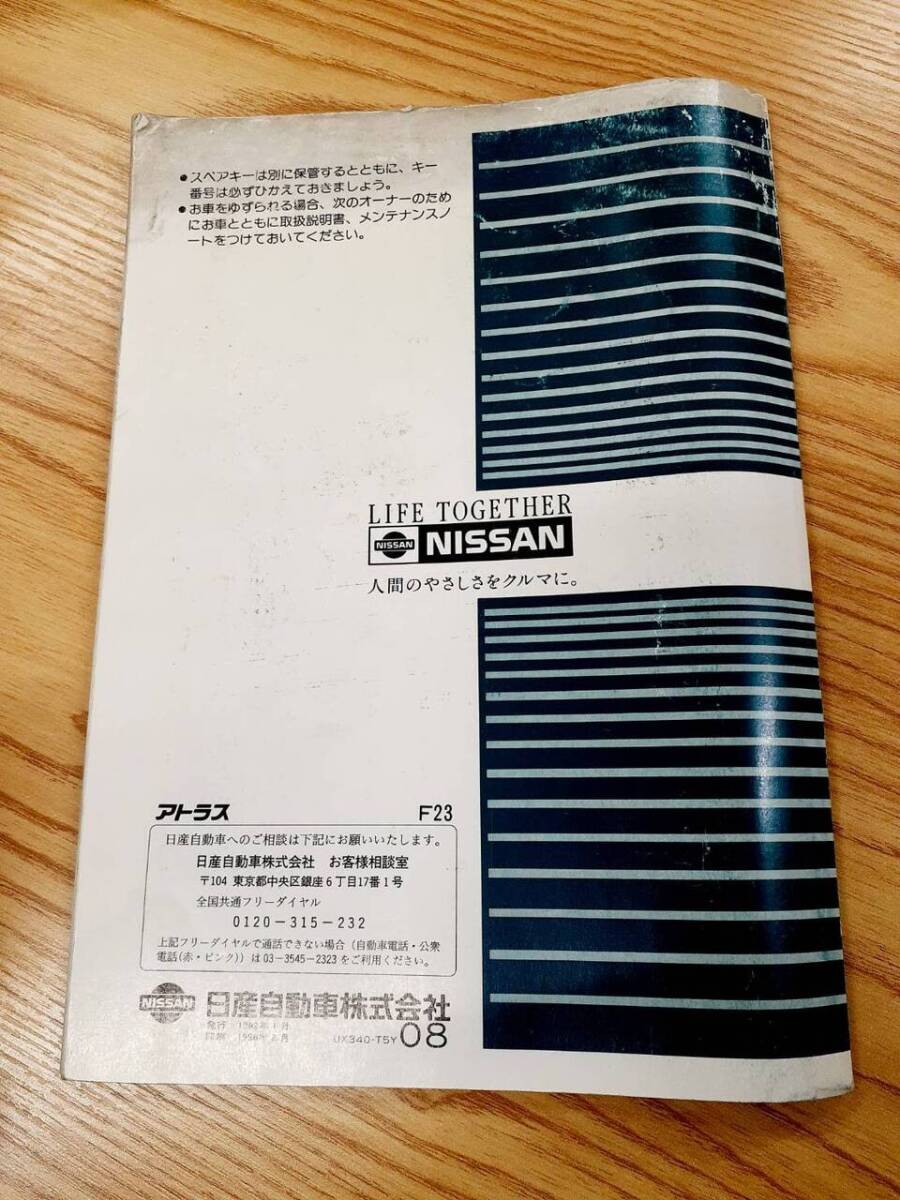 ●スペアキーは別に保管するとともに、キー
番号は必ずひかえておきましょう。
●お車をゆずられる場合、次のオーナーのため
にお車とともに取扱説明書、メンテナンスノ
ートをつけておいてください。
LIFE TOGETHER
NISSAN NISSAN
人間のやさしさをクルマに。
アトラス F23
日産自動車へのご相談は下記にお願いいたします。
日産自動車株式会社 お客様相談室
〒104 東京都中央区銀座6丁目17番1号
全国共通フリーダイヤル
0120-315-232
上記フリーダイヤルで通話できない場合(自動車電話・公衆
電話(赤・ピンク))は03-3545-2323をご利用ください。
NISSAN 日産自動車株式会社
発行
印刷 UX340-T5Y 08